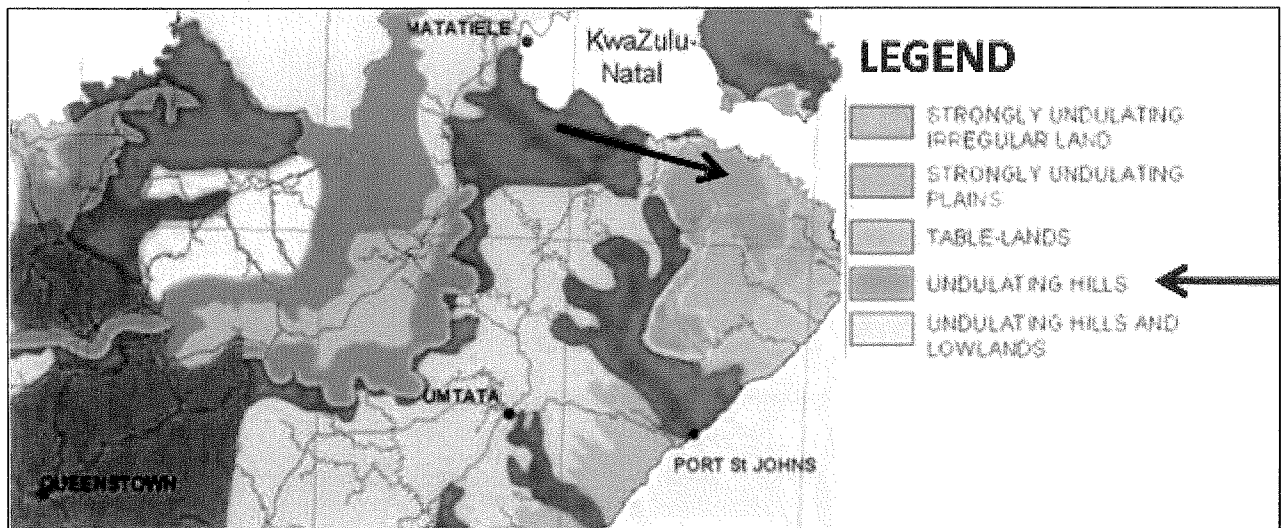 MATATIELE
KwaZulu-
Natal
UMTATA
QUEENSTOWN
PORT St JOHNS
LEGEND
STRONGLY UNDULATING
IRREGULAR LAND
STRONGLY UNDULATING
PLAINS
TABLE-LANDS
UNDULATING HILLS
UNDULATING HILLS AND
LOWLANDS